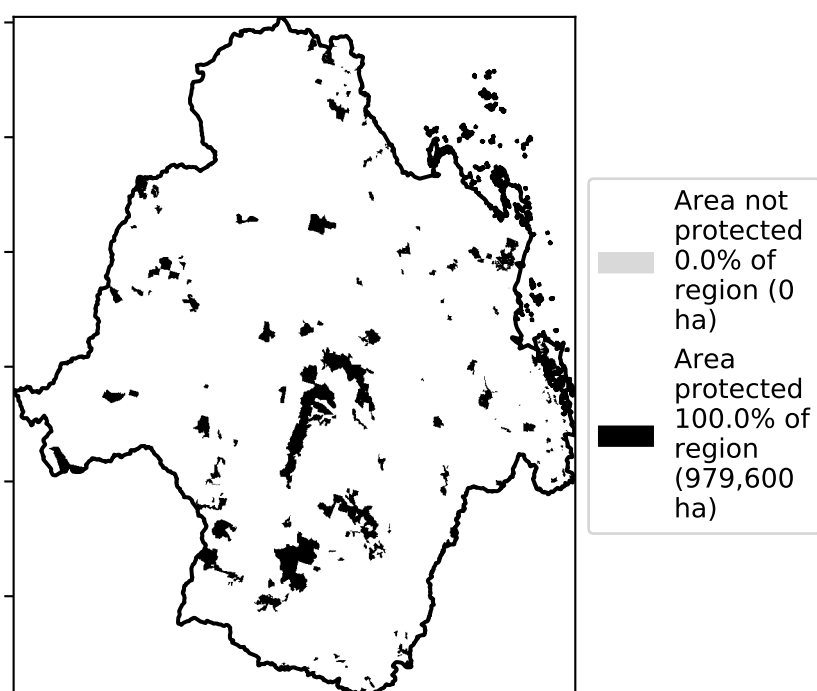 Area not
protected
0.0% of
region (0
ha)
Area
protected
100.0% of
region
(979,600
ha)